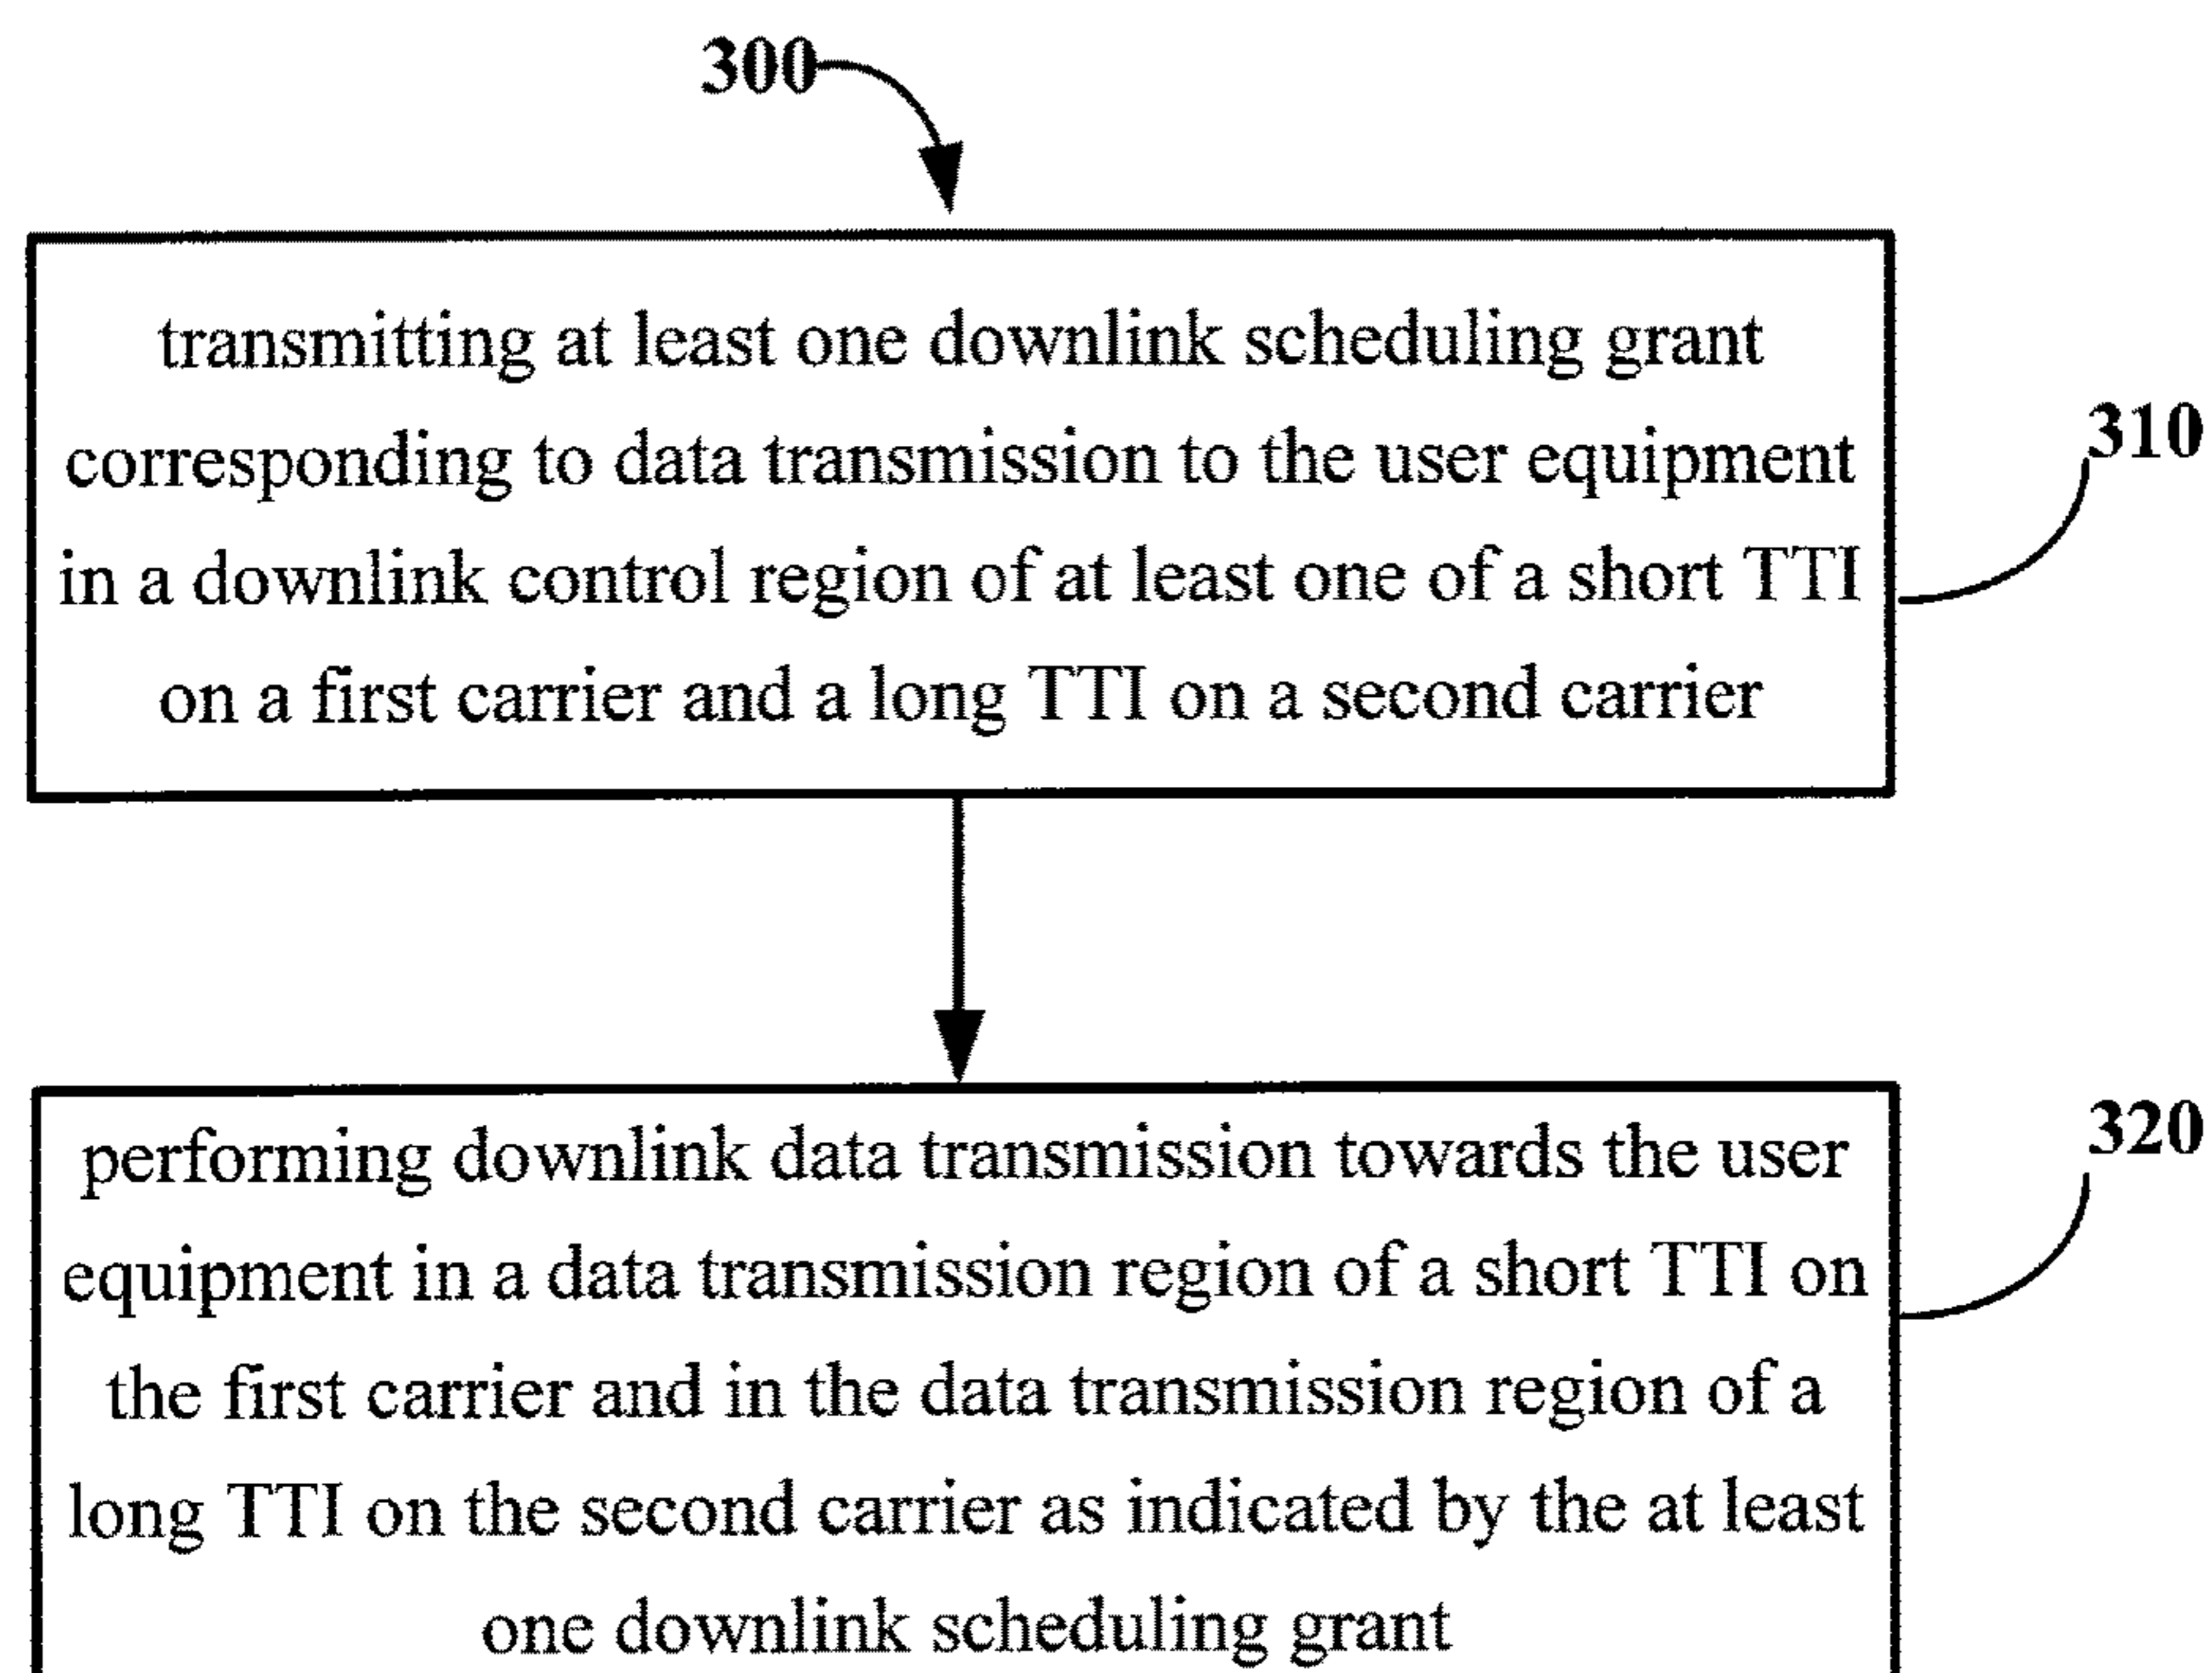 300
transmitting at least one downlink scheduling grant
corresponding to data transmission to the user equipment
in a downlink control region of at least one of a short TTI
on a first carrier and a long TTI on a second carrier
310
performing downlink data transmission towards the user
equipment in a data transmission region of a short TTI on
the first carrier and in the data transmission region of a
long TTI on the second carrier as indicated by the at least
one downlink scheduling grant
320